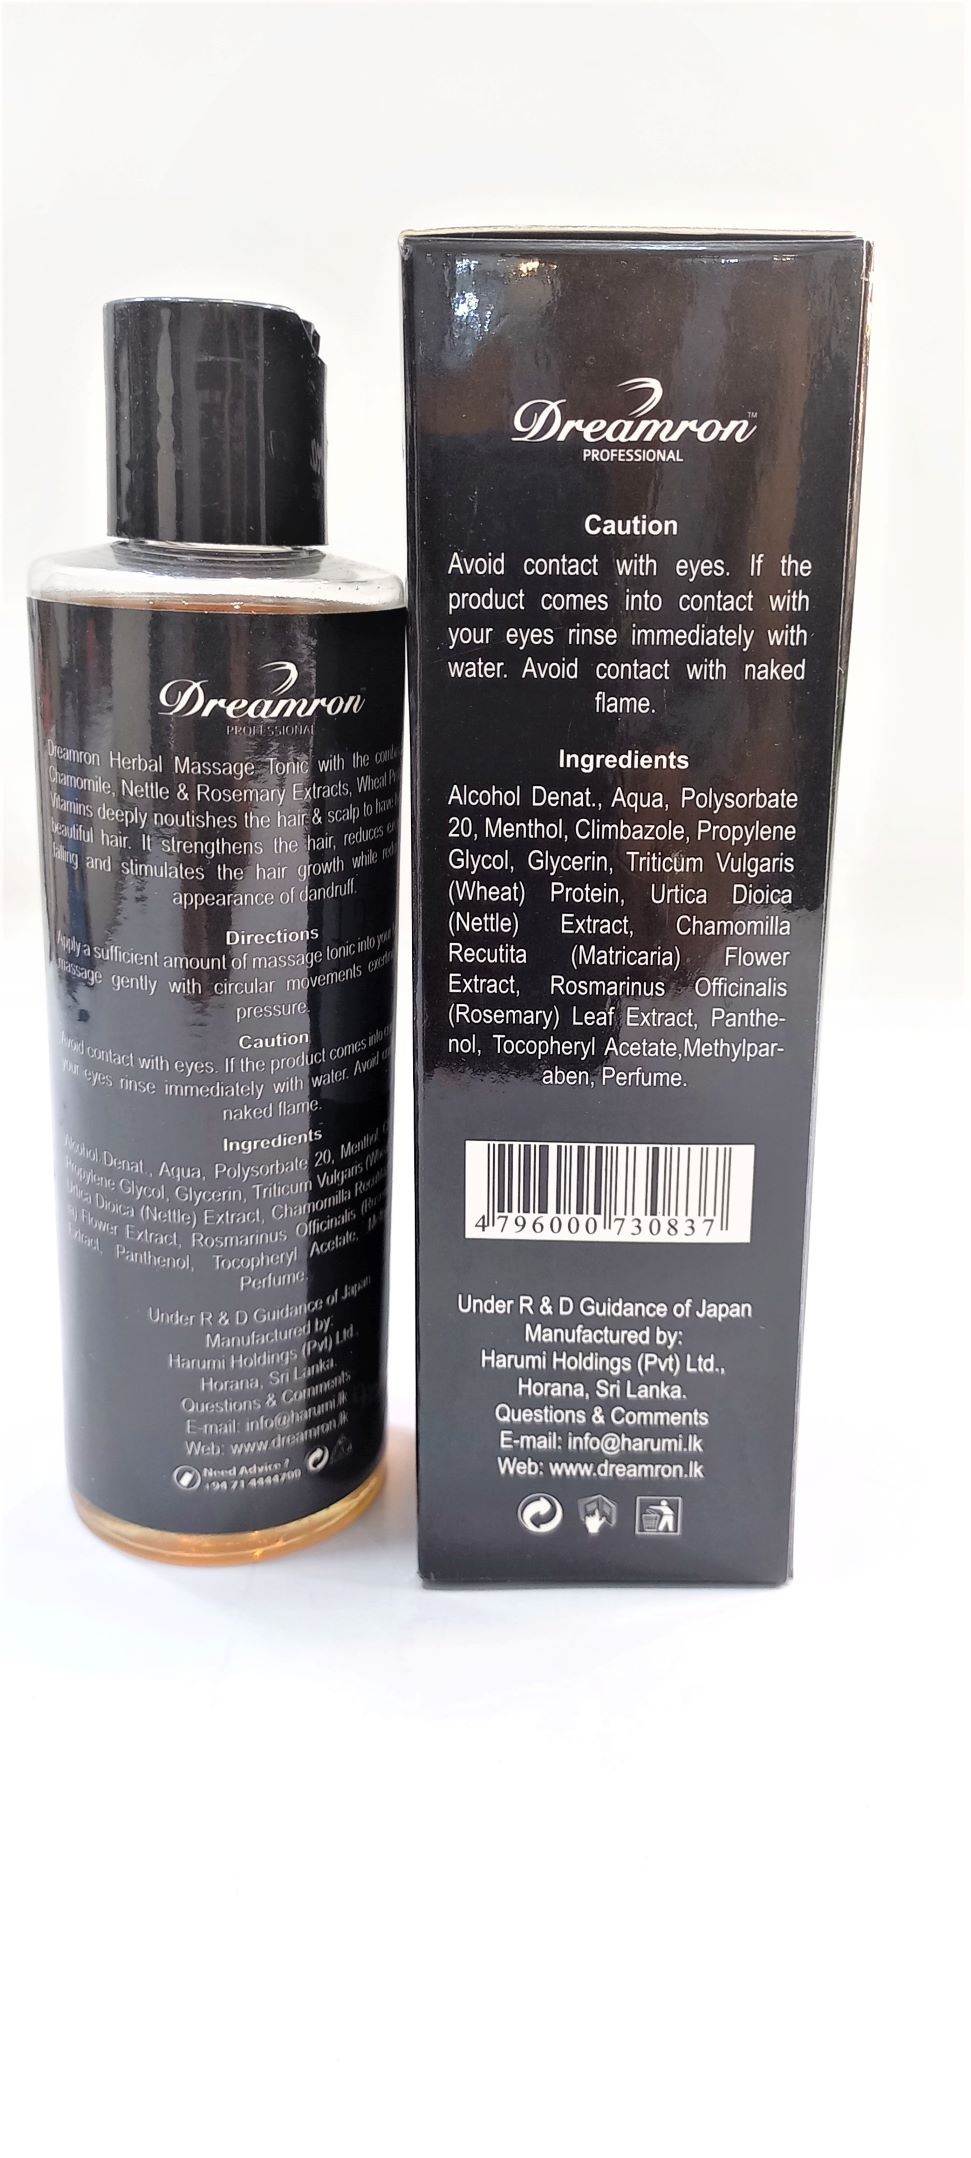 Dreamron
PROFESSIONAL
Dreamron Herbal Massage Tonic with the
Chamomile, Nettle & Rosemary Extracts, Wheat
Vitamins deeply noutishes the hair & scalp to have
beautiful hair. It strengthens the hair, reduces
falling and stimulates the hair growth while
appearance of dandruff.
Directions
Apply a sufficient amount of massage tonic into
massage gently with circular movements
pressure.
Caution
Avoid contact with eyes. If the product comes into
your eyes rinse immediately with water. Avoid
naked flame.
Ingredients
Alcohol Denat., Aqua, Polysorbate 20, Menthol,
Propylene Glycol, Glycerin, Triticum Vulgaris
Urtica Dioica (Nettle) Extract, Chamomilla
Flower Extract, Rosmarinus Officinalis
Extract, Panthenol, Tocopheryl Acetate,
Perfume.
Under R & D Guidance of Japan
Manufactured by:
Harumi Holdings (Pvt) Ltd.
Horana, Sri Lanka.
Questions & Comments
E-mail: info@harumi.lk
Web: www.dreamron.lk
Need Advice ?
+94 71 4444799
Dreamron™
PROFESSIONAL
Caution
Avoid contact with eyes. If the
product comes into contact with
your eyes rinse immediately with
water. Avoid contact with naked
flame.
Ingredients
Alcohol Denat., Aqua, Polysorbate
20, Menthol, Climbazole, Propylene
Glycol, Glycerin, Triticum Vulgaris
(Wheat) Protein, Urtica Dioica
(Nettle) Extract, Chamomilla
Recutita (Matricaria) Flower
Extract, Rosmarinus Officinalis
(Rosemary) Leaf Extract, Panthe-
nol, Tocopheryl Acetate,Methylpar-
aben, Perfume.
4 796000 730837
Under R & D Guidance of Japan
Manufactured by:
Harumi Holdings (Pvt) Ltd.,
Horana, Sri Lanka.
Questions & Comments
E-mail: info@harumi.lk
Web: www.dreamron.lk